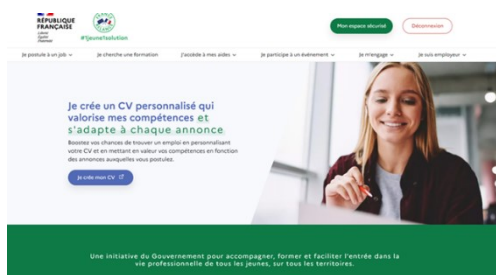 RÉPUBLIQUE
FRANÇAISE
Liberté
Égalité
Fraternité
#1jeune1solution
Mon espace sécurisé
Déconnexion
Je postule à un job
Je cherche une formation
J'accède à mes aides
Je participe à un évènement
Je m'engage
Je suis employeur
Je crée un CV personnalisé qui
valorise mes compétences et
s'adapte à chaque annonce
Boostez vos chances de trouver un emploi en personnalisant
votre CV et en mettant en valeur vos compétences en fonction
des annonces auxquelles vous postulez.
Je crée mon CV
Une initiative du Gouvernement pour accompagner, former et faciliter l'entrée dans la
vie professionnelle de tous les jeunes, sur tous les territoires.